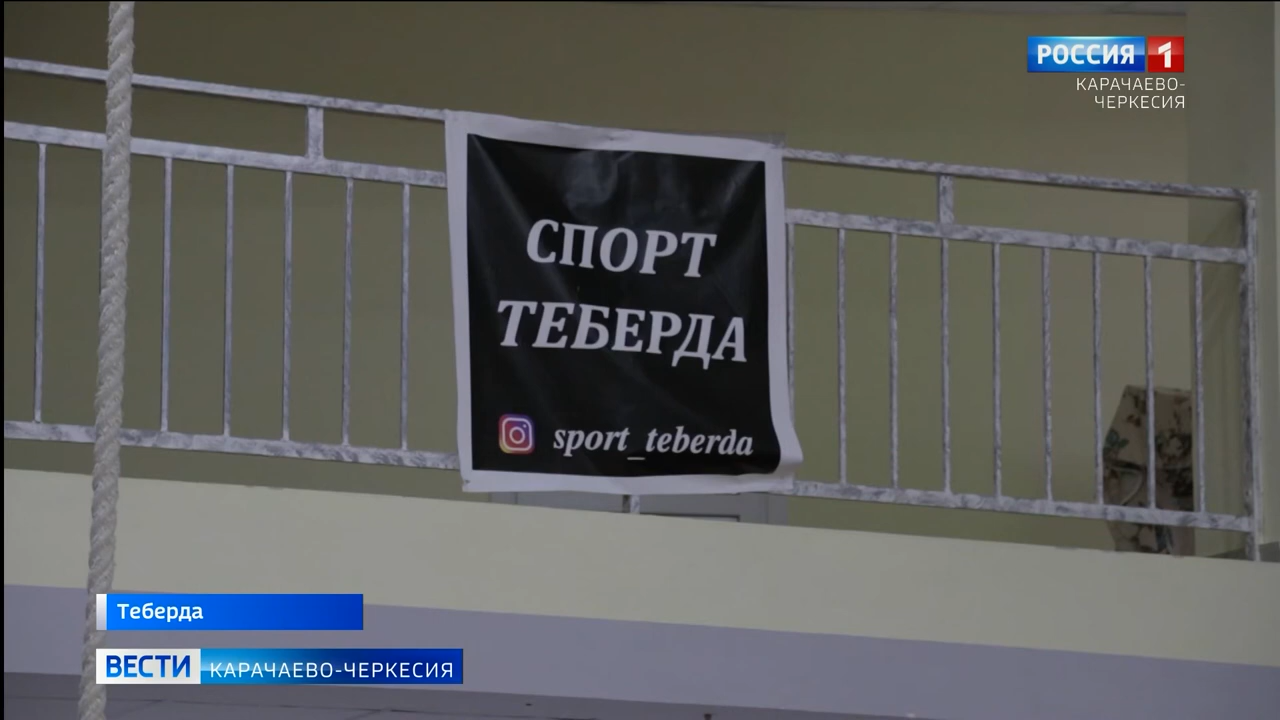 РОССИЯ 1
КАРАЧАЕВО-
ЧЕРКЕСИЯ
СПОРТ
ТЕБЕРДА
sport_teberda
Теберда
ВЕСТИ КАРАЧАЕВО-ЧЕРКЕСИЯ